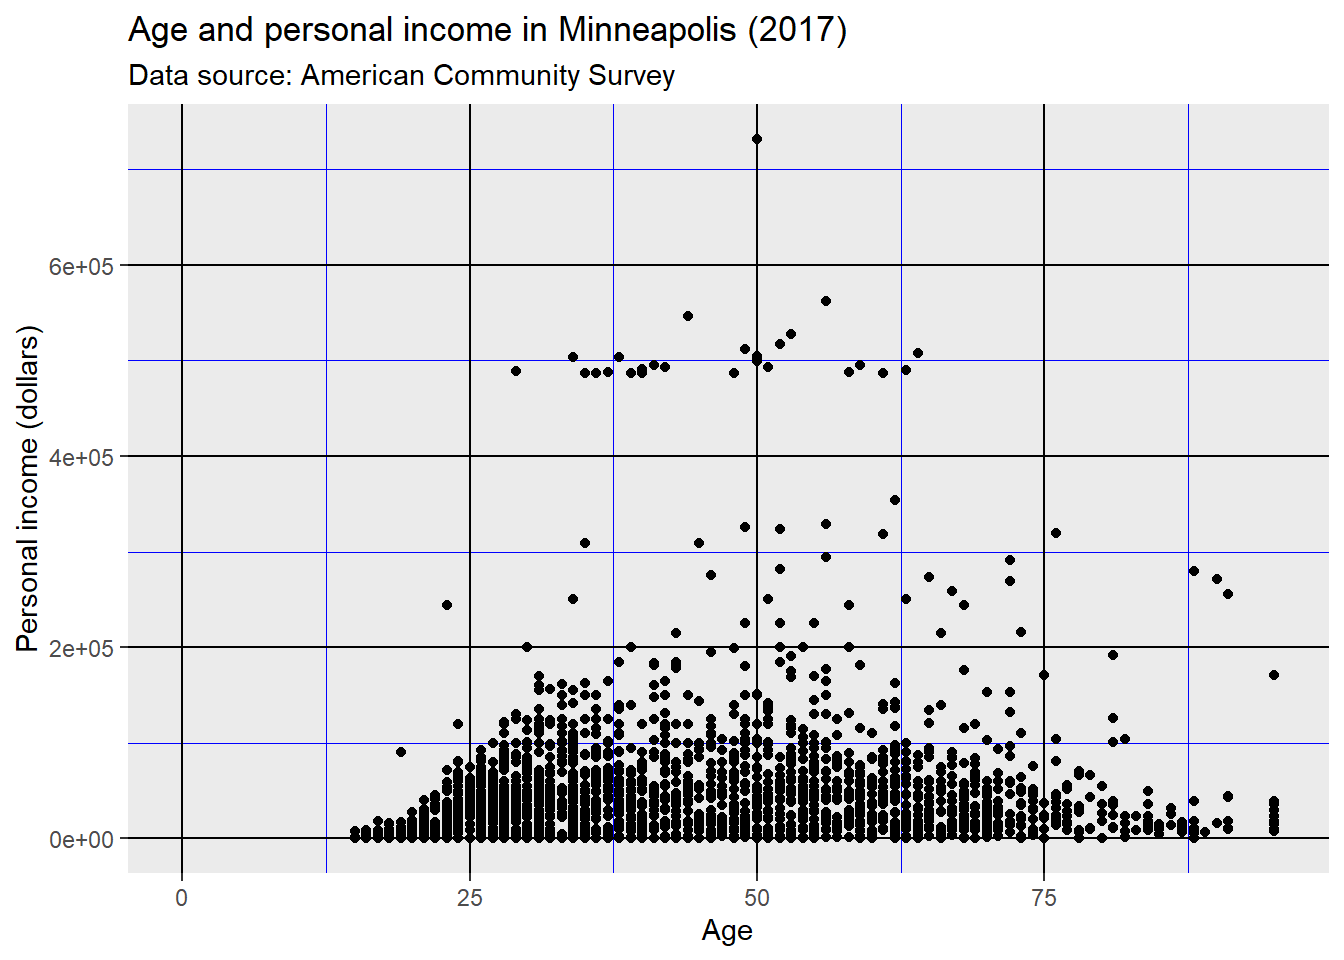 Age and personal income in Minneapolis (2017)
Data source: American Community Survey
Personal income (dollars)
6e+05
4e+05
2e+05
0e+00
0 25 50 75
Age